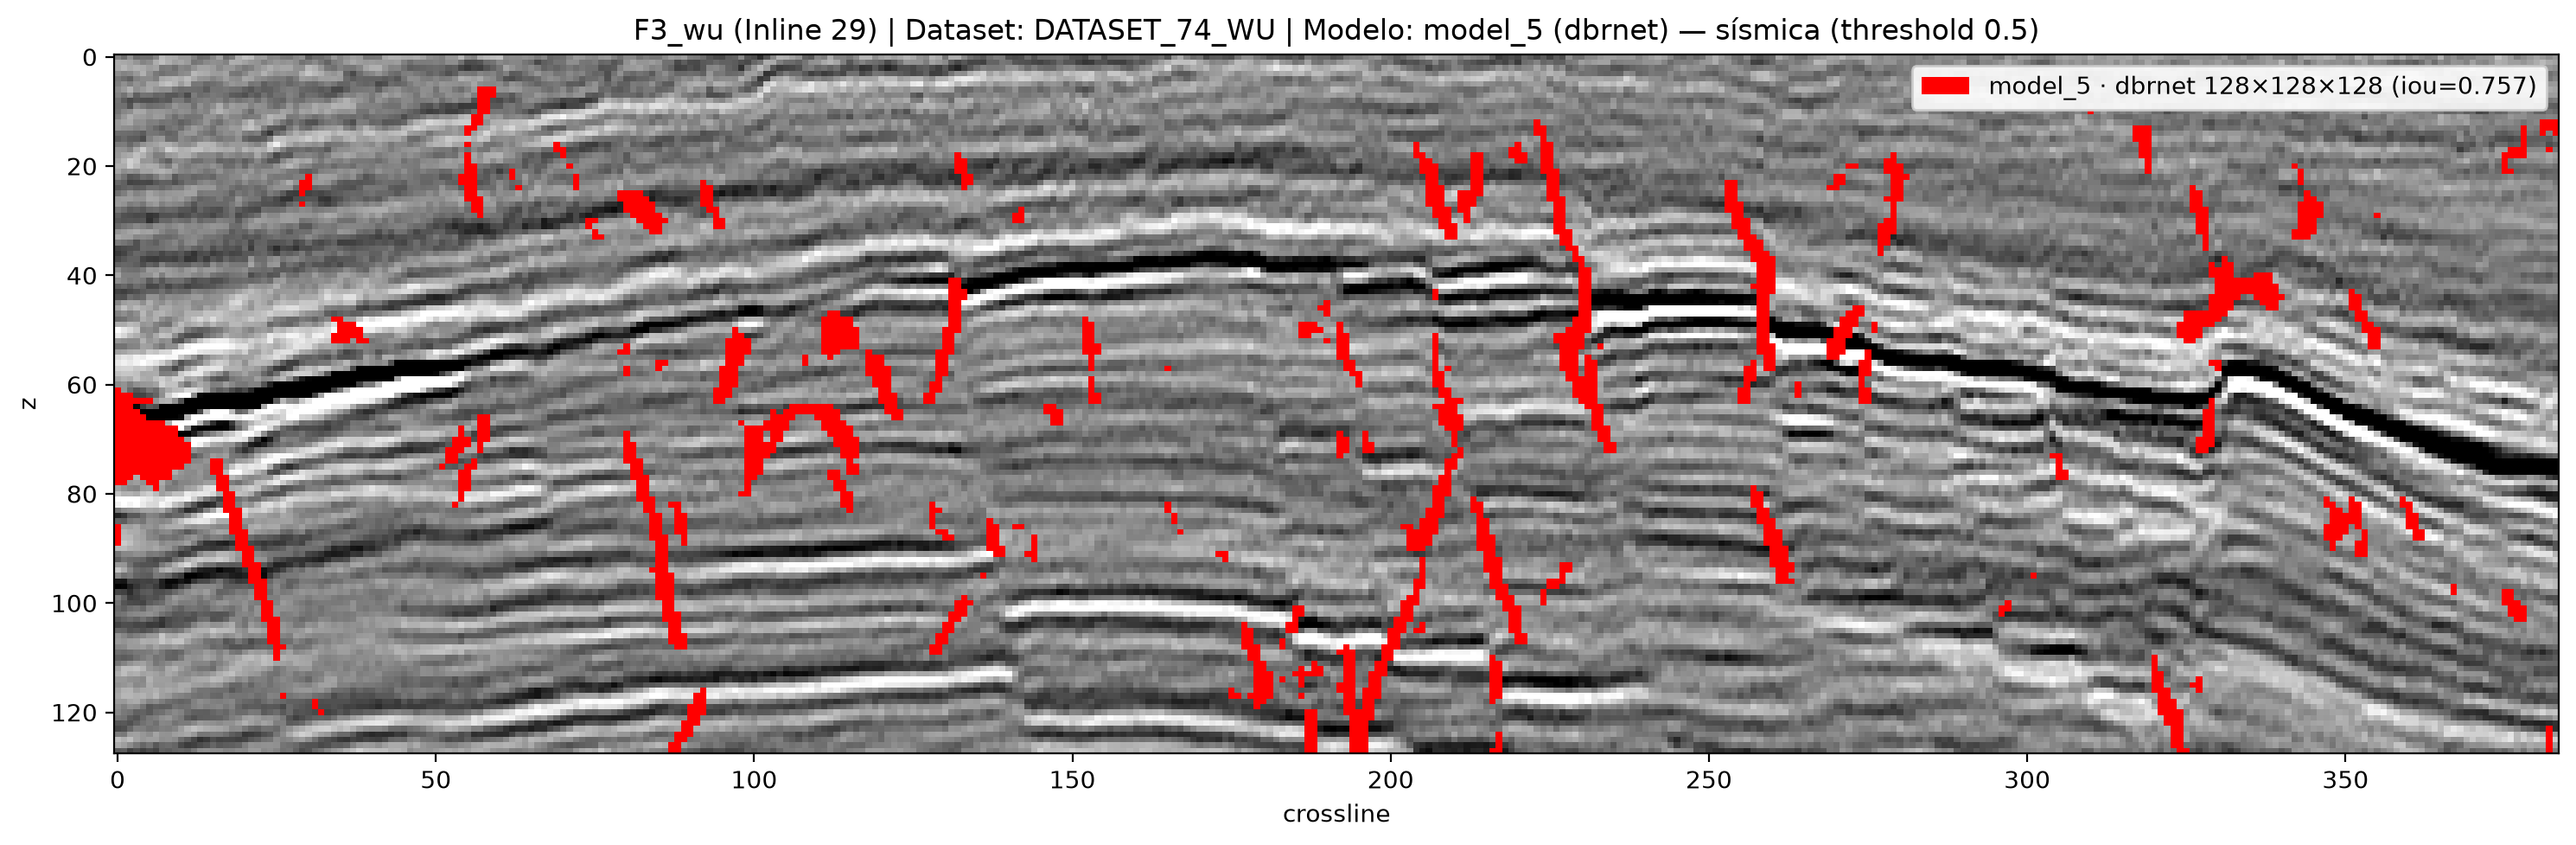 F3_wu (Inline 29) | Dataset: DATASET_74_WU | Modelo: model_5 (dbrnet) — sísmica (threshold 0.5)
model_5 · dbrnet 128×128×128 (iou=0.757)
0
20
40
60
80
100
120
z
0 50 100 150 200 250 300 350
crossline